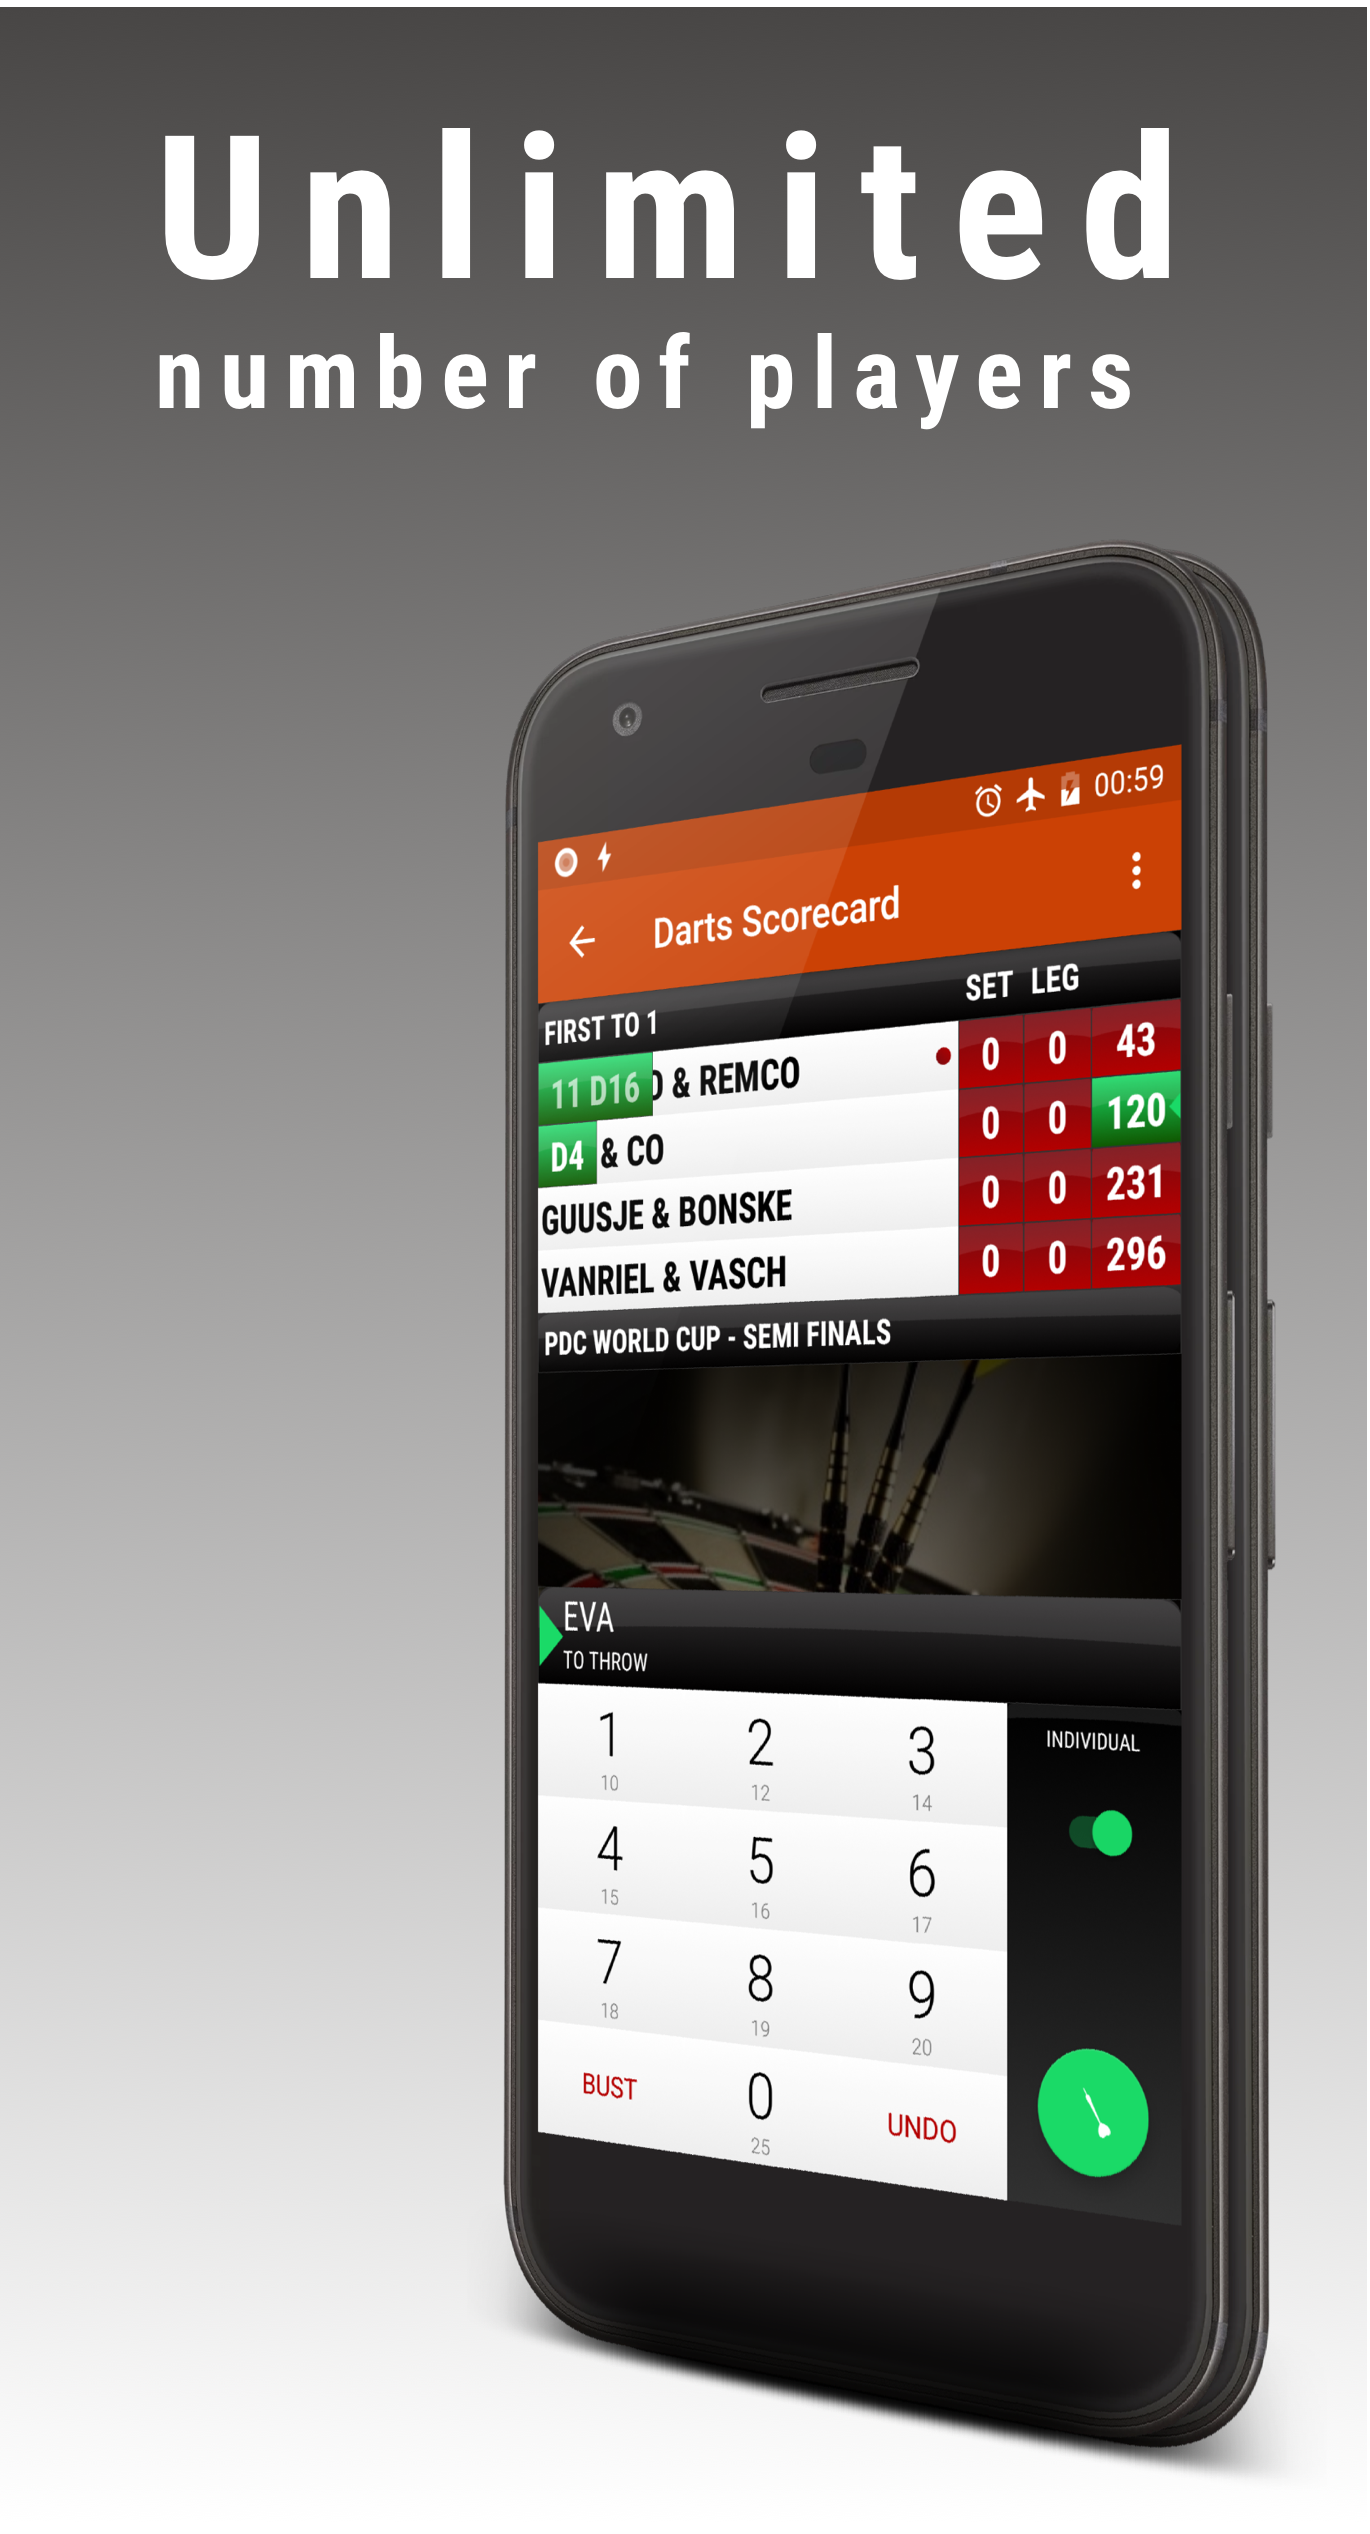 Unlimited
number of players
00:59
Darts Scorecard
FIRST TO 1 SET LEG
11 D16 & REMCO 0 0 43
D4 & CO 0 0 120
GUUSJE & BONSKE 0 0 231
VANRIEL & VASCH 0 0 296
PDC WORLD CUP - SEMI FINALS
EVA
TO THROW
INDIVIDUAL
1 2 3
10 12 14
4 5 6
15 16 17
7 8 9
18 19 20
BUST 0 UNDO
25